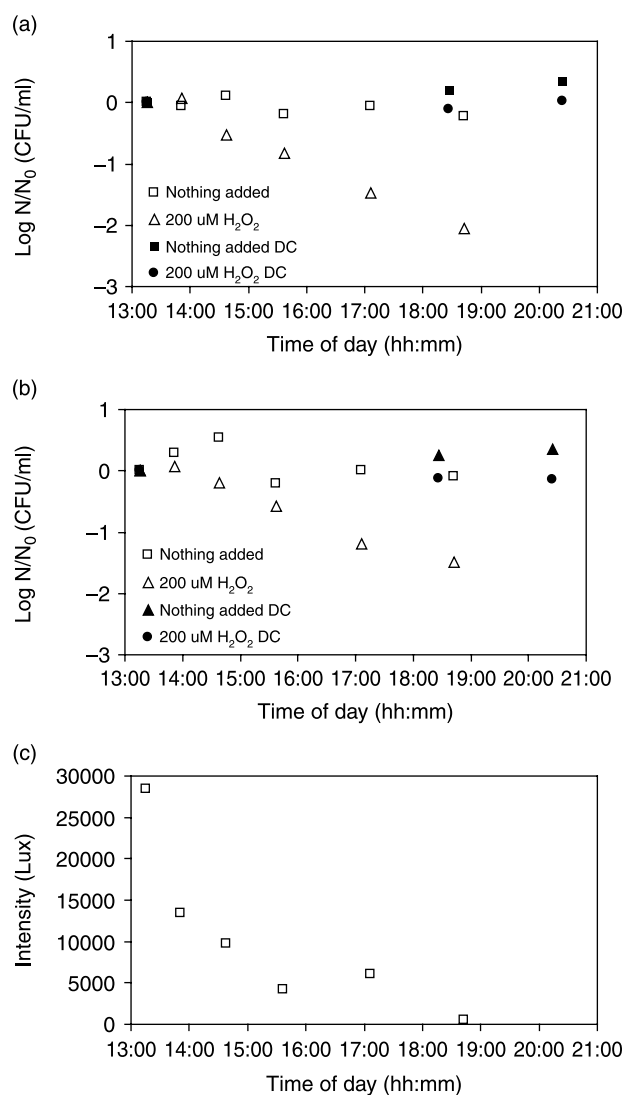 (a)
1
0
−1
−2
−3
Log N/N₀ (CFU/ml)
Nothing added
200 uM H₂O₂
Nothing added DC
200 uM H₂O₂ DC
13:00 14:00 15:00 16:00 17:00 18:00 19:00 20:00 21:00
Time of day (hh:mm)
(b)
1
0
−1
−2
−3
Log N/N₀ (CFU/ml)
Nothing added
200 uM H₂O₂
Nothing added DC
200 uM H₂O₂ DC
13:00 14:00 15:00 16:00 17:00 18:00 19:00 20:00 21:00
Time of day (hh:mm)
(c)
30000
25000
20000
15000
10000
5000
0
Intensity (Lux)
13:00 14:00 15:00 16:00 17:00 18:00 19:00 20:00 21:00
Time of day (hh:mm)